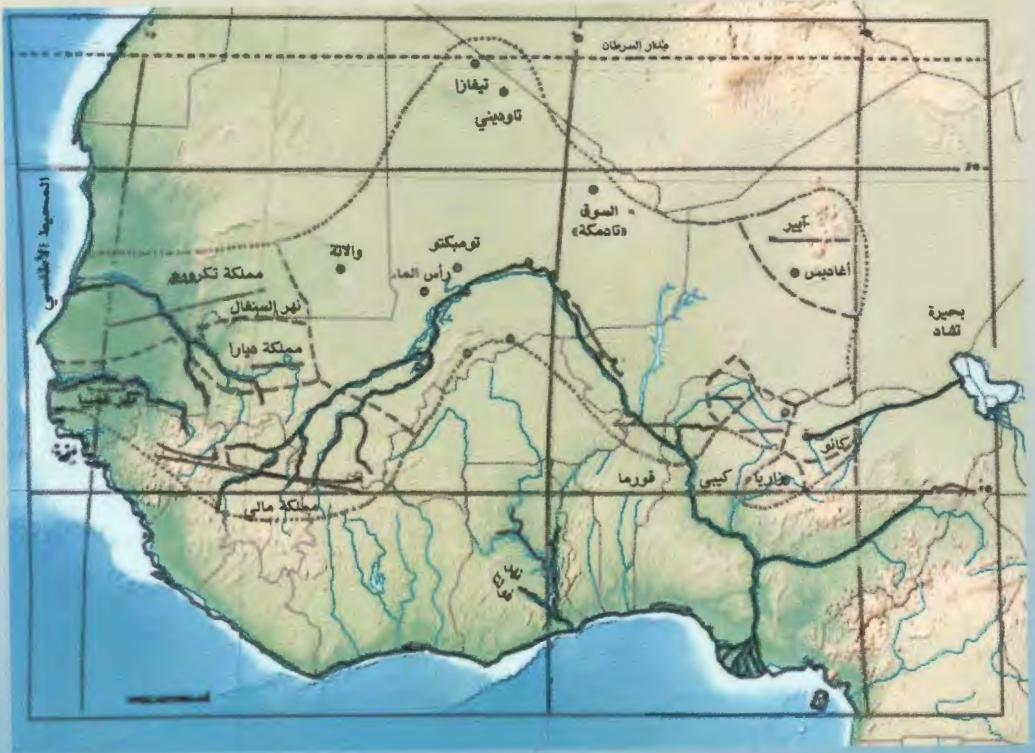 مدار السرطان
تيغازا
تاوديني
المحيط الأطلسي
السوق
«تادمكة»
آيير
أغاديس
والاتة
تومبكتو
رأس الماء
مملكة تكرور
نهر السنغال
مملكة ديارا
بحيرة
تشاد
كانو
زاريا
كيبي
قورما
مملكة مالي
نهر